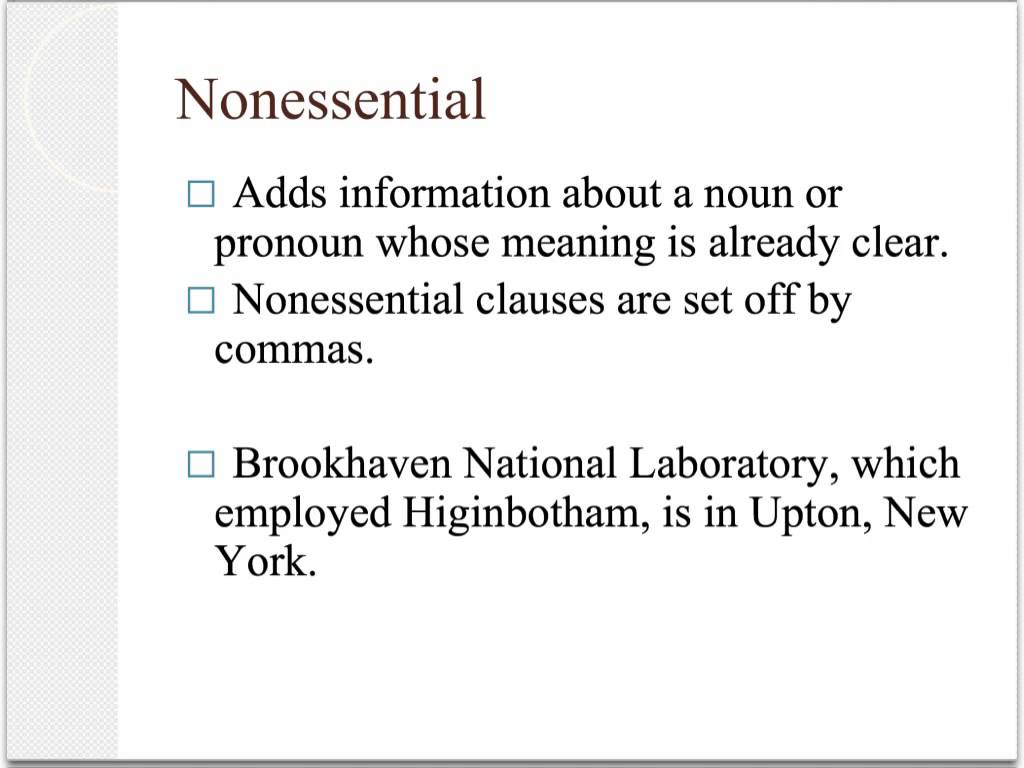 Nonessential
Adds information about a noun or
pronoun whose meaning is already clear.
Nonessential clauses are set off by
commas.
Brookhaven National Laboratory, which
employed Higinbotham, is in Upton, New
York.